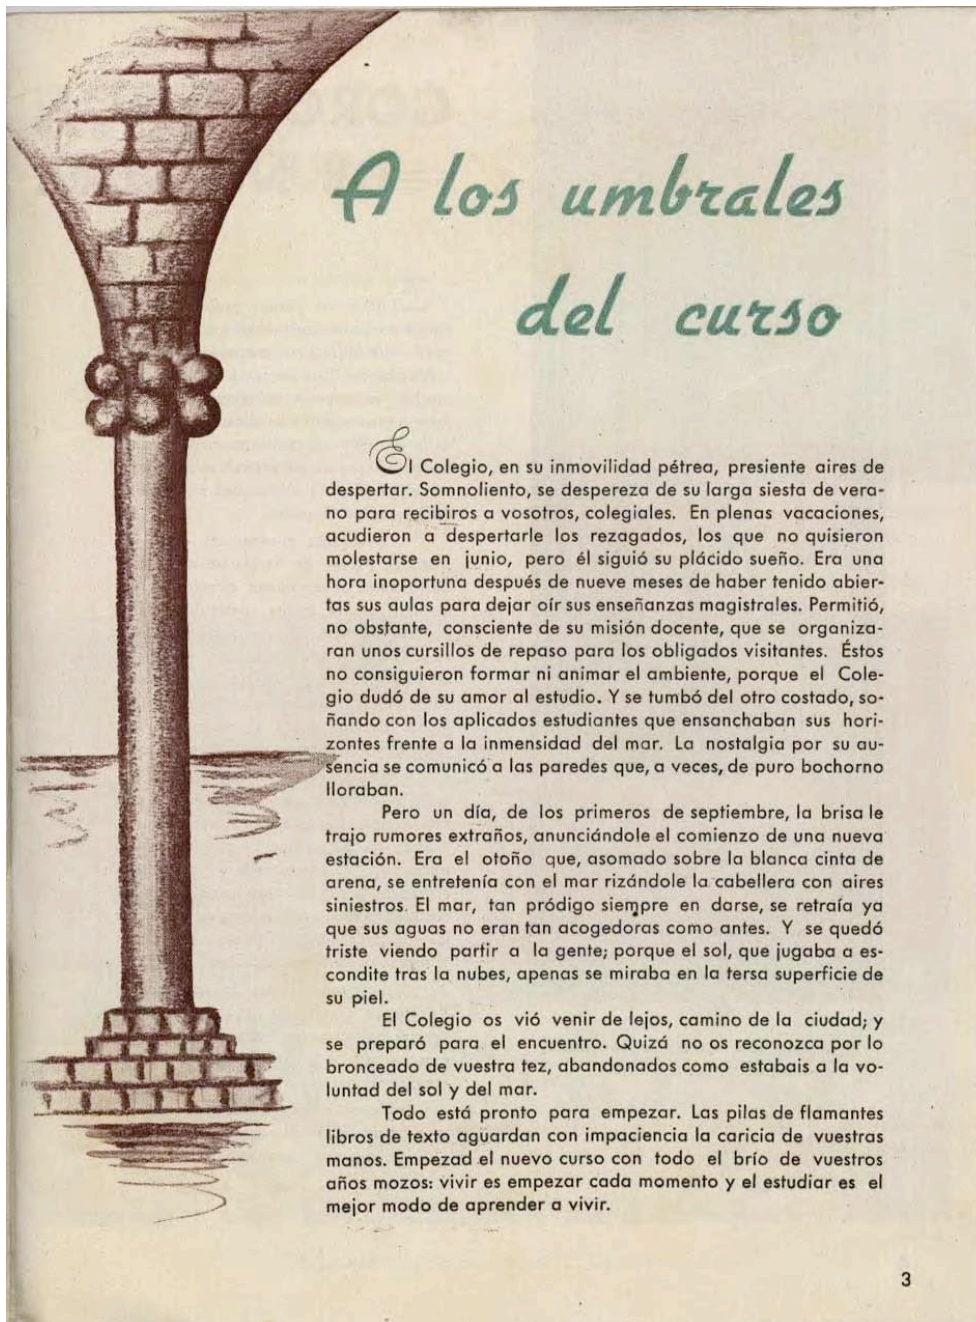 A los umbrales
del curso
El Colegio, en su inmovilidad pétrea, presiente aires de
despertar. Somnoliento, se despereza de su larga siesta de vera-
no para recibiros a vosotros, colegiales. En plenas vacaciones,
acudieron a despertarle los rezagados, los que no quisieron
molestarse en junio, pero él siguió su plácido sueño. Era una
hora inoportuna después de nueve meses de haber tenido abier-
tas sus aulas para dejar oír sus enseñanzas magistrales. Permitió,
no obstante, consciente de su misión docente, que se organiza-
ran unos cursillos de repaso para los obligados visitantes. Éstos
no consiguieron formar ni animar el ambiente, porque el Cole-
gio dudó de su amor al estudio. Y se tumbó del otro costado, so-
ñando con los aplicados estudiantes que ensanchaban sus hori-
zontes frente a la inmensidad del mar. La nostalgia por su au-
sencia se comunicó a las paredes que, a veces, de puro bochorno
lloraban.
Pero un día, de los primeros de septiembre, la brisa le
trajo rumores extraños, anunciándole el comienzo de una nueva
estación. Era el otoño que, asomado sobre la blanca cinta de
arena, se entretenía con el mar rizándole la cabellera con aires
siniestros. El mar, tan pródigo siempre en darse, se retraía ya
que sus aguas no eran tan acogedoras como antes. Y se quedó
triste viendo partir a la gente; porque el sol, que jugaba a es-
condite tras la nubes, apenas se miraba en la tersa superficie de
su piel.
El Colegio os vió venir de lejos, camino de la ciudad; y
se preparó para el encuentro. Quizá no os reconozca por lo
bronceado de vuestra tez, abandonados como estabais a la vo-
luntad del sol y del mar.
Todo está pronto para empezar. Las pilas de flamantes
libros de texto aguardan con impaciencia la caricia de vuestras
manos. Empezad el nuevo curso con todo el brío de vuestros
años mozos: vivir es empezar cada momento y el estudiar es el
mejor modo de aprender a vivir.
3